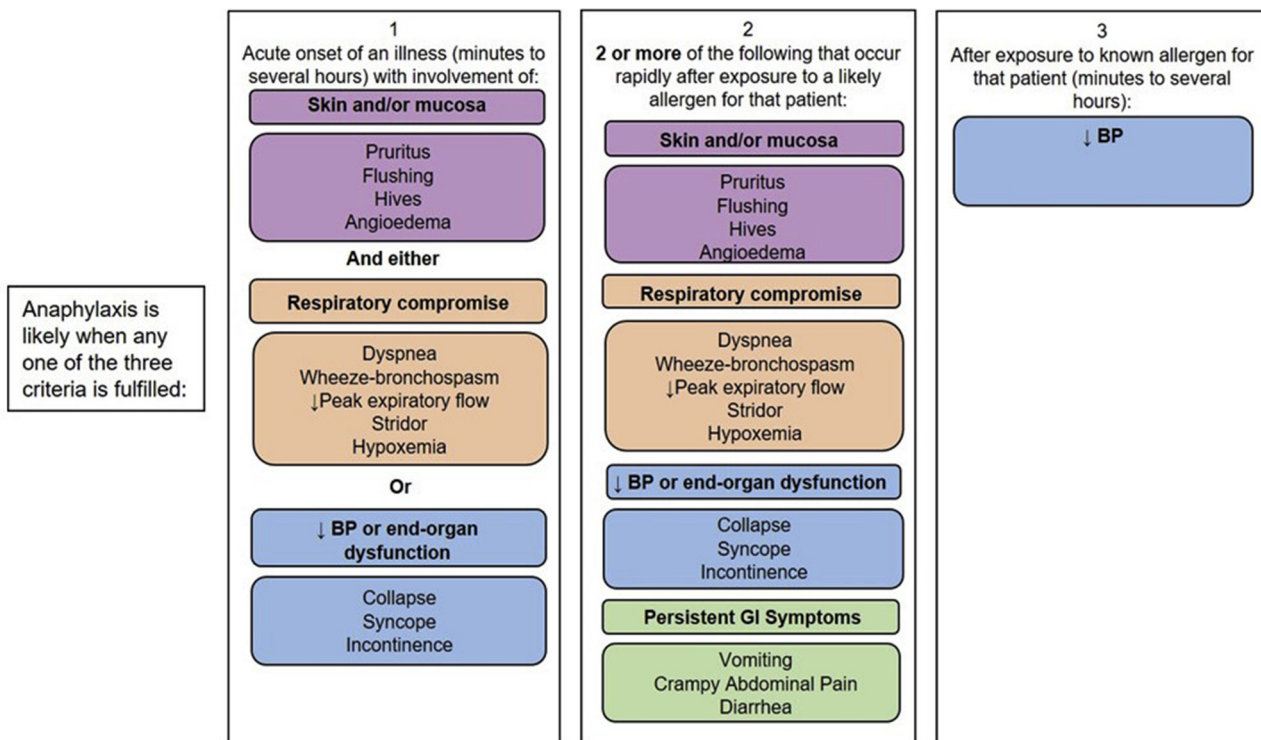 Anaphylaxis is
likely when any
one of the three
criteria is fulfilled:
1
Acute onset of an illness (minutes to
several hours) with involvement of:
Skin and/or mucosa
Pruritus
Flushing
Hives
Angioedema
And either
Respiratory compromise
Dyspnea
Wheeze-bronchospasm
↓Peak expiratory flow
Stridor
Hypoxemia
Or
↓ BP or end-organ
dysfunction
Collapse
Syncope
Incontinence
2
2 or more of the following that occur
rapidly after exposure to a likely
allergen for that patient:
Skin and/or mucosa
Pruritus
Flushing
Hives
Angioedema
Respiratory compromise
Dyspnea
Wheeze-bronchospasm
↓Peak expiratory flow
Stridor
Hypoxemia
↓ BP or end-organ dysfunction
Collapse
Syncope
Incontinence
Persistent GI Symptoms
Vomiting
Crampy Abdominal Pain
Diarrhea
3
After exposure to known allergen for
that patient (minutes to several
hours):
↓ BP